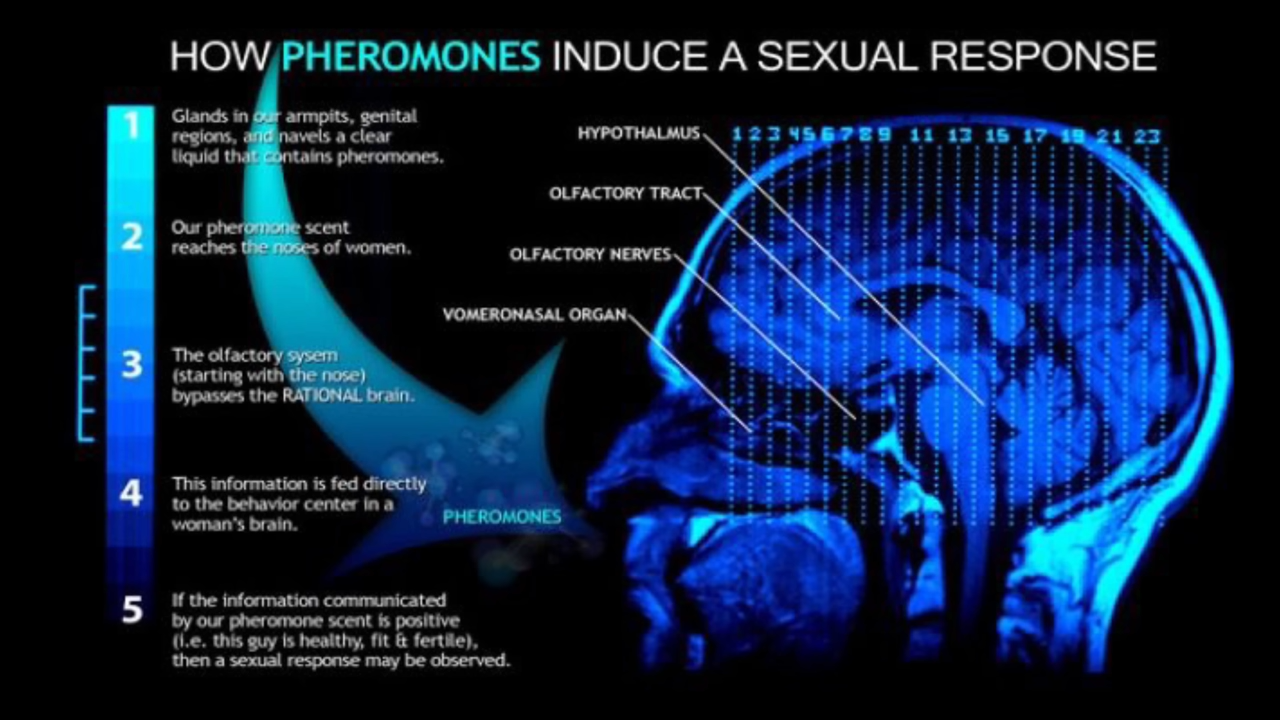 HOW PHEROMONES INDUCE A SEXUAL RESPONSE
1
Glands in our armpits, genital
regions, and navels a clear
liquid that contains pheromones.
2
Our pheromone scent
reaches the noses of women.
3
The olfactory sysem
(starting with the nose)
bypasses the RATIONAL brain.
4
This information is fed directly
to the behavior center in a
woman's brain.
5
If the information communicated
by our pheromone scent is positive
(i.e. this guy is healthy, fit & fertile),
then a sexual response may be observed.
HYPOTHALMUS
OLFACTORY TRACT
OLFACTORY NERVES
VOMERONASAL ORGAN
PHEROMONES
1 2 3 4 5 6 7 8 9 11 13 15 17 19 21 23